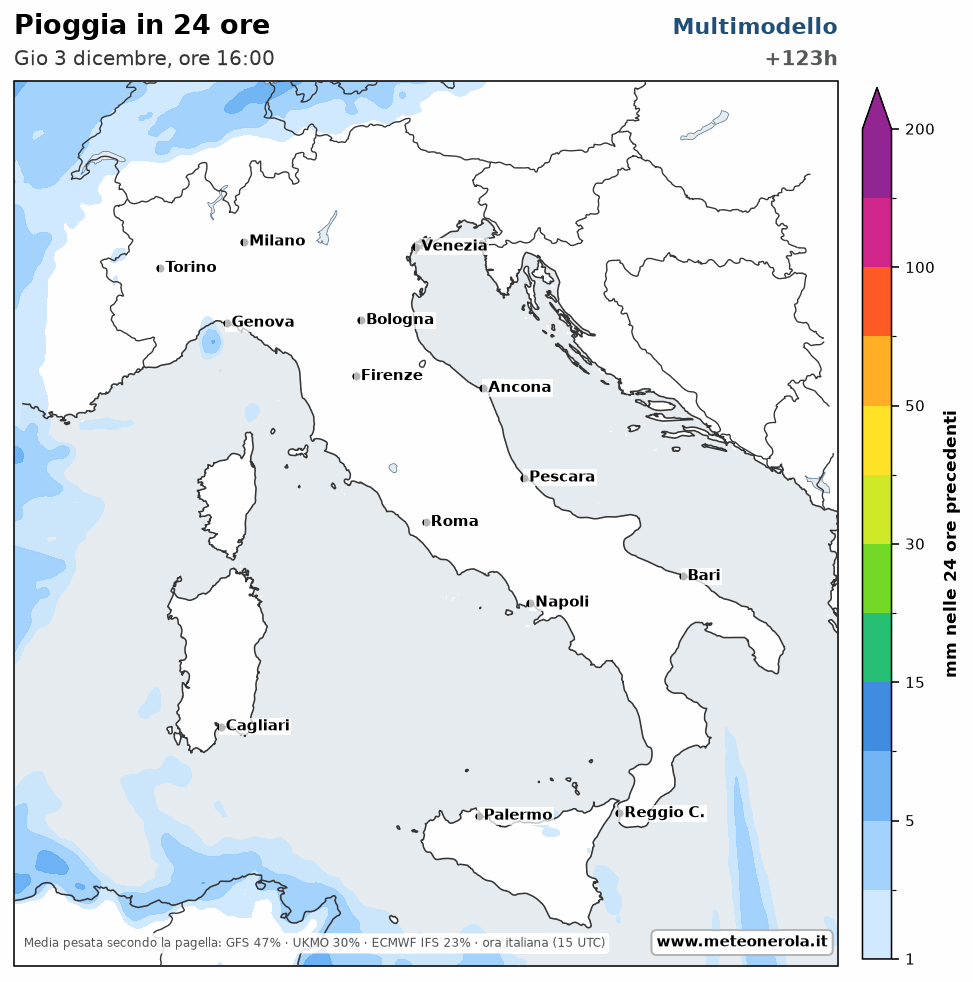 Pioggia in 24 ore
Multimodello
Gio 3 dicembre, ore 16:00
+123h
200
Milano
Venezia
Torino
100
Genova
Bologna
Firenze
Ancona
50
Pescara
Roma
30
Bari
Napoli
15
Cagliari
Palermo
Reggio C.
5
mm nelle 24 ore precedenti
Media pesata secondo la pagella: GFS 47% · UKMO 30% · ECMWF IFS 23% · ora italiana (15 UTC)
www.meteonerola.it
1